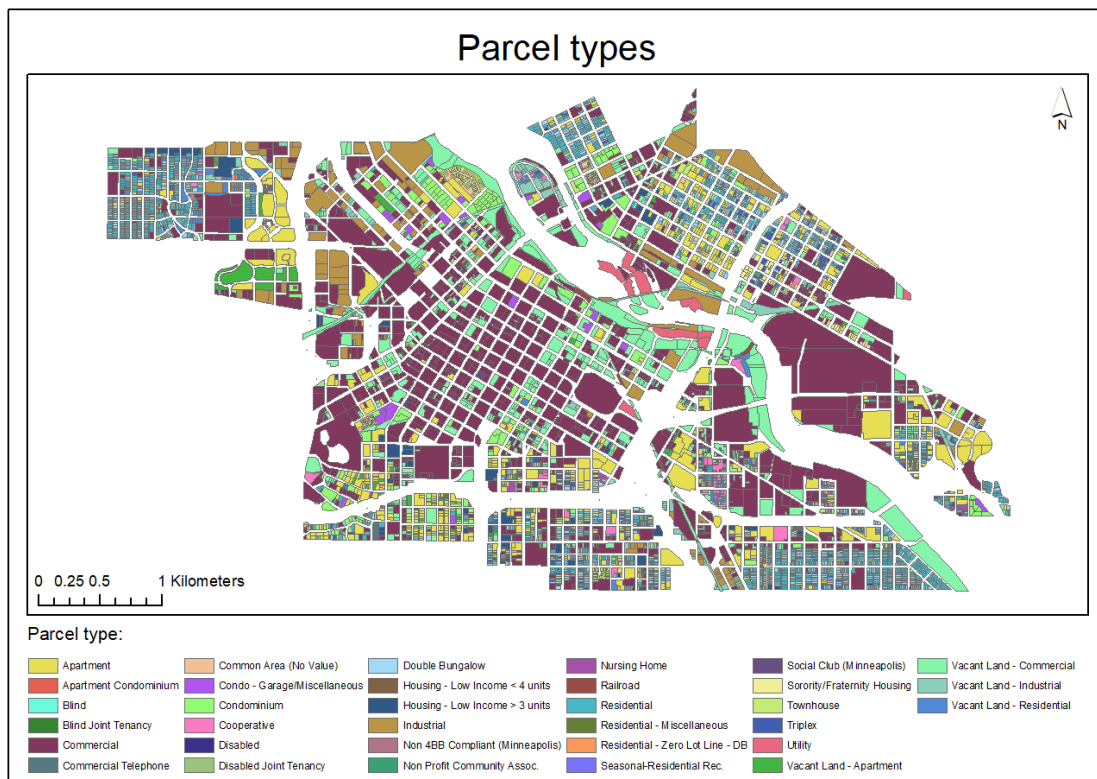 Parcel types
N
0 0.25 0.5 1 Kilometers
Parcel type:
Apartment
Apartment Condominium
Blind
Blind Joint Tenancy
Commercial
Commercial Telephone
Common Area (No Value)
Condo - Garage/Miscellaneous
Condominium
Cooperative
Disabled
Disabled Joint Tenancy
Double Bungalow
Housing - Low Income < 4 units
Housing - Low Income > 3 units
Industrial
Non 4BB Compliant (Minneapolis)
Non Profit Community Assoc.
Nursing Home
Railroad
Residential
Residential - Miscellaneous
Residential - Zero Lot Line - DB
Seasonal-Residential Rec.
Social Club (Minneapolis)
Sorority/Fraternity Housing
Townhouse
Triplex
Utility
Vacant Land - Apartment
Vacant Land - Commercial
Vacant Land - Industrial
Vacant Land - Residential